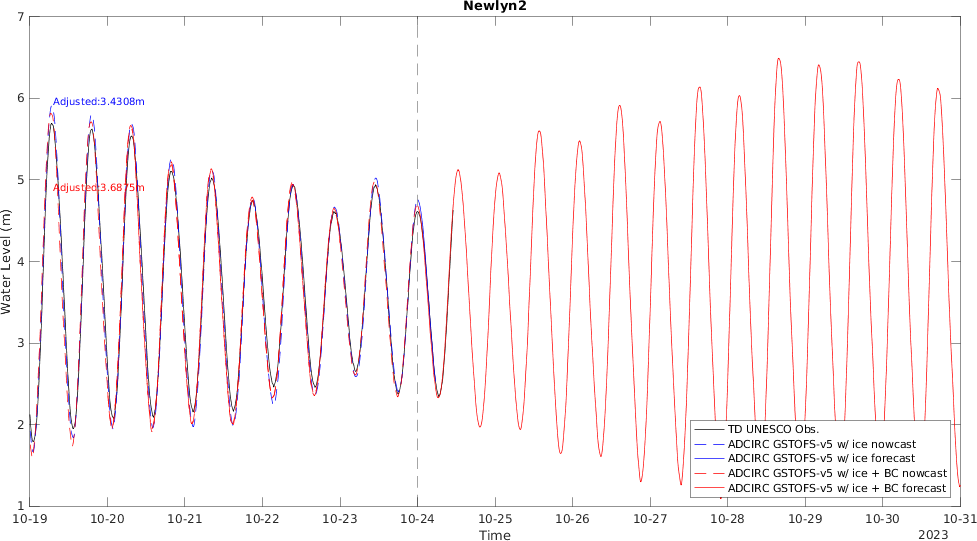 Newlyn2
7
6
5
4
3
2
1
Water Level (m)
Adjusted:3.4308m
Adjusted:3.6875m
TD UNESCO Obs.
ADCIRC GSTOFS-v5 w/ ice nowcast
ADCIRC GSTOFS-v5 w/ ice forecast
ADCIRC GSTOFS-v5 w/ ice + BC nowcast
ADCIRC GSTOFS-v5 w/ ice + BC forecast
10-19 10-20 10-21 10-22 10-23 10-24 10-25 10-26 10-27 10-28 10-29 10-30 10-31
Time
2023